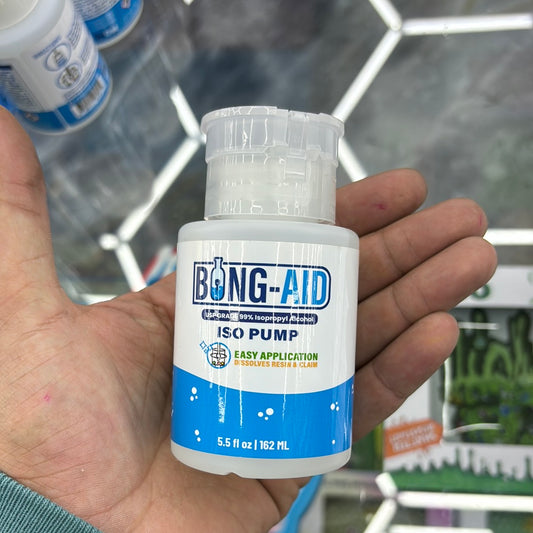 BONG-AID
USP GRADE 99% Isopropyl Alcohol
ISO PUMP
EASY APPLICATION
DISSOLVES RESIN & CLAIM
5.5 fl oz | 162 ML